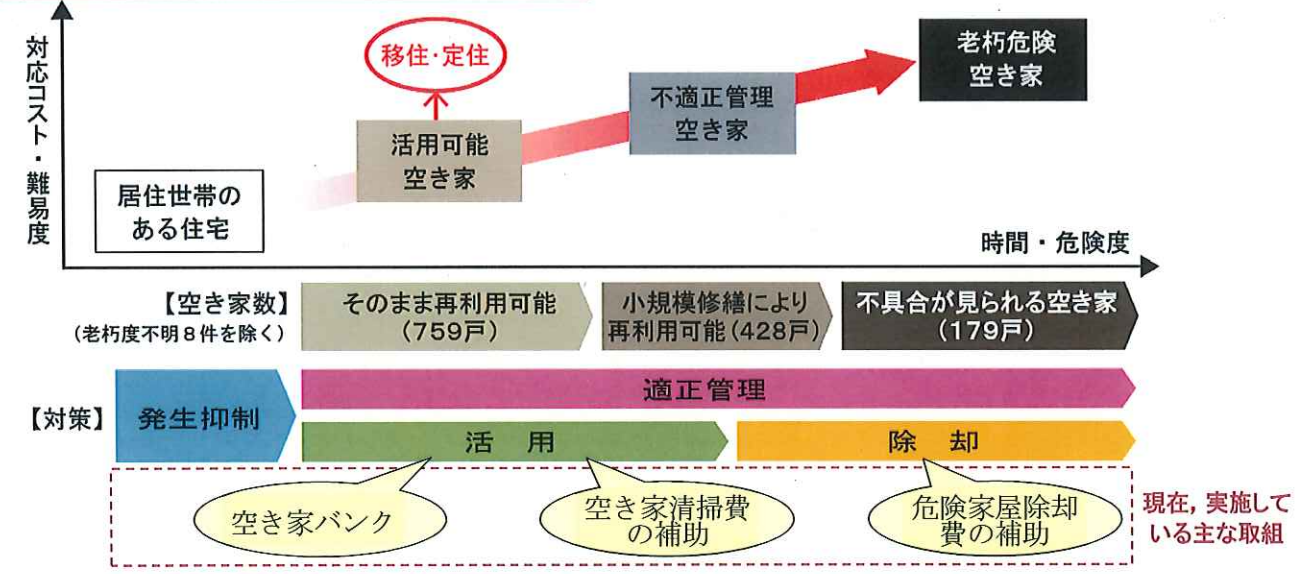 対応コスト・難易度
移住・定住
老朽危険
空き家
不適正管理
空き家
活用可能
空き家
居住世帯の
ある住宅
時間・危険度
【空き家数】
(老朽度不明8件を除く)
そのまま再利用可能
(759戸)
小規模修繕により
再利用可能(428戸)
不具合が見られる空き家
(179戸)
【対策】
発生抑制
適正管理
活 用
除 却
空き家バンク
空き家清掃費
の補助
危険家屋除却
費の補助
現在,実施して
いる主な取組